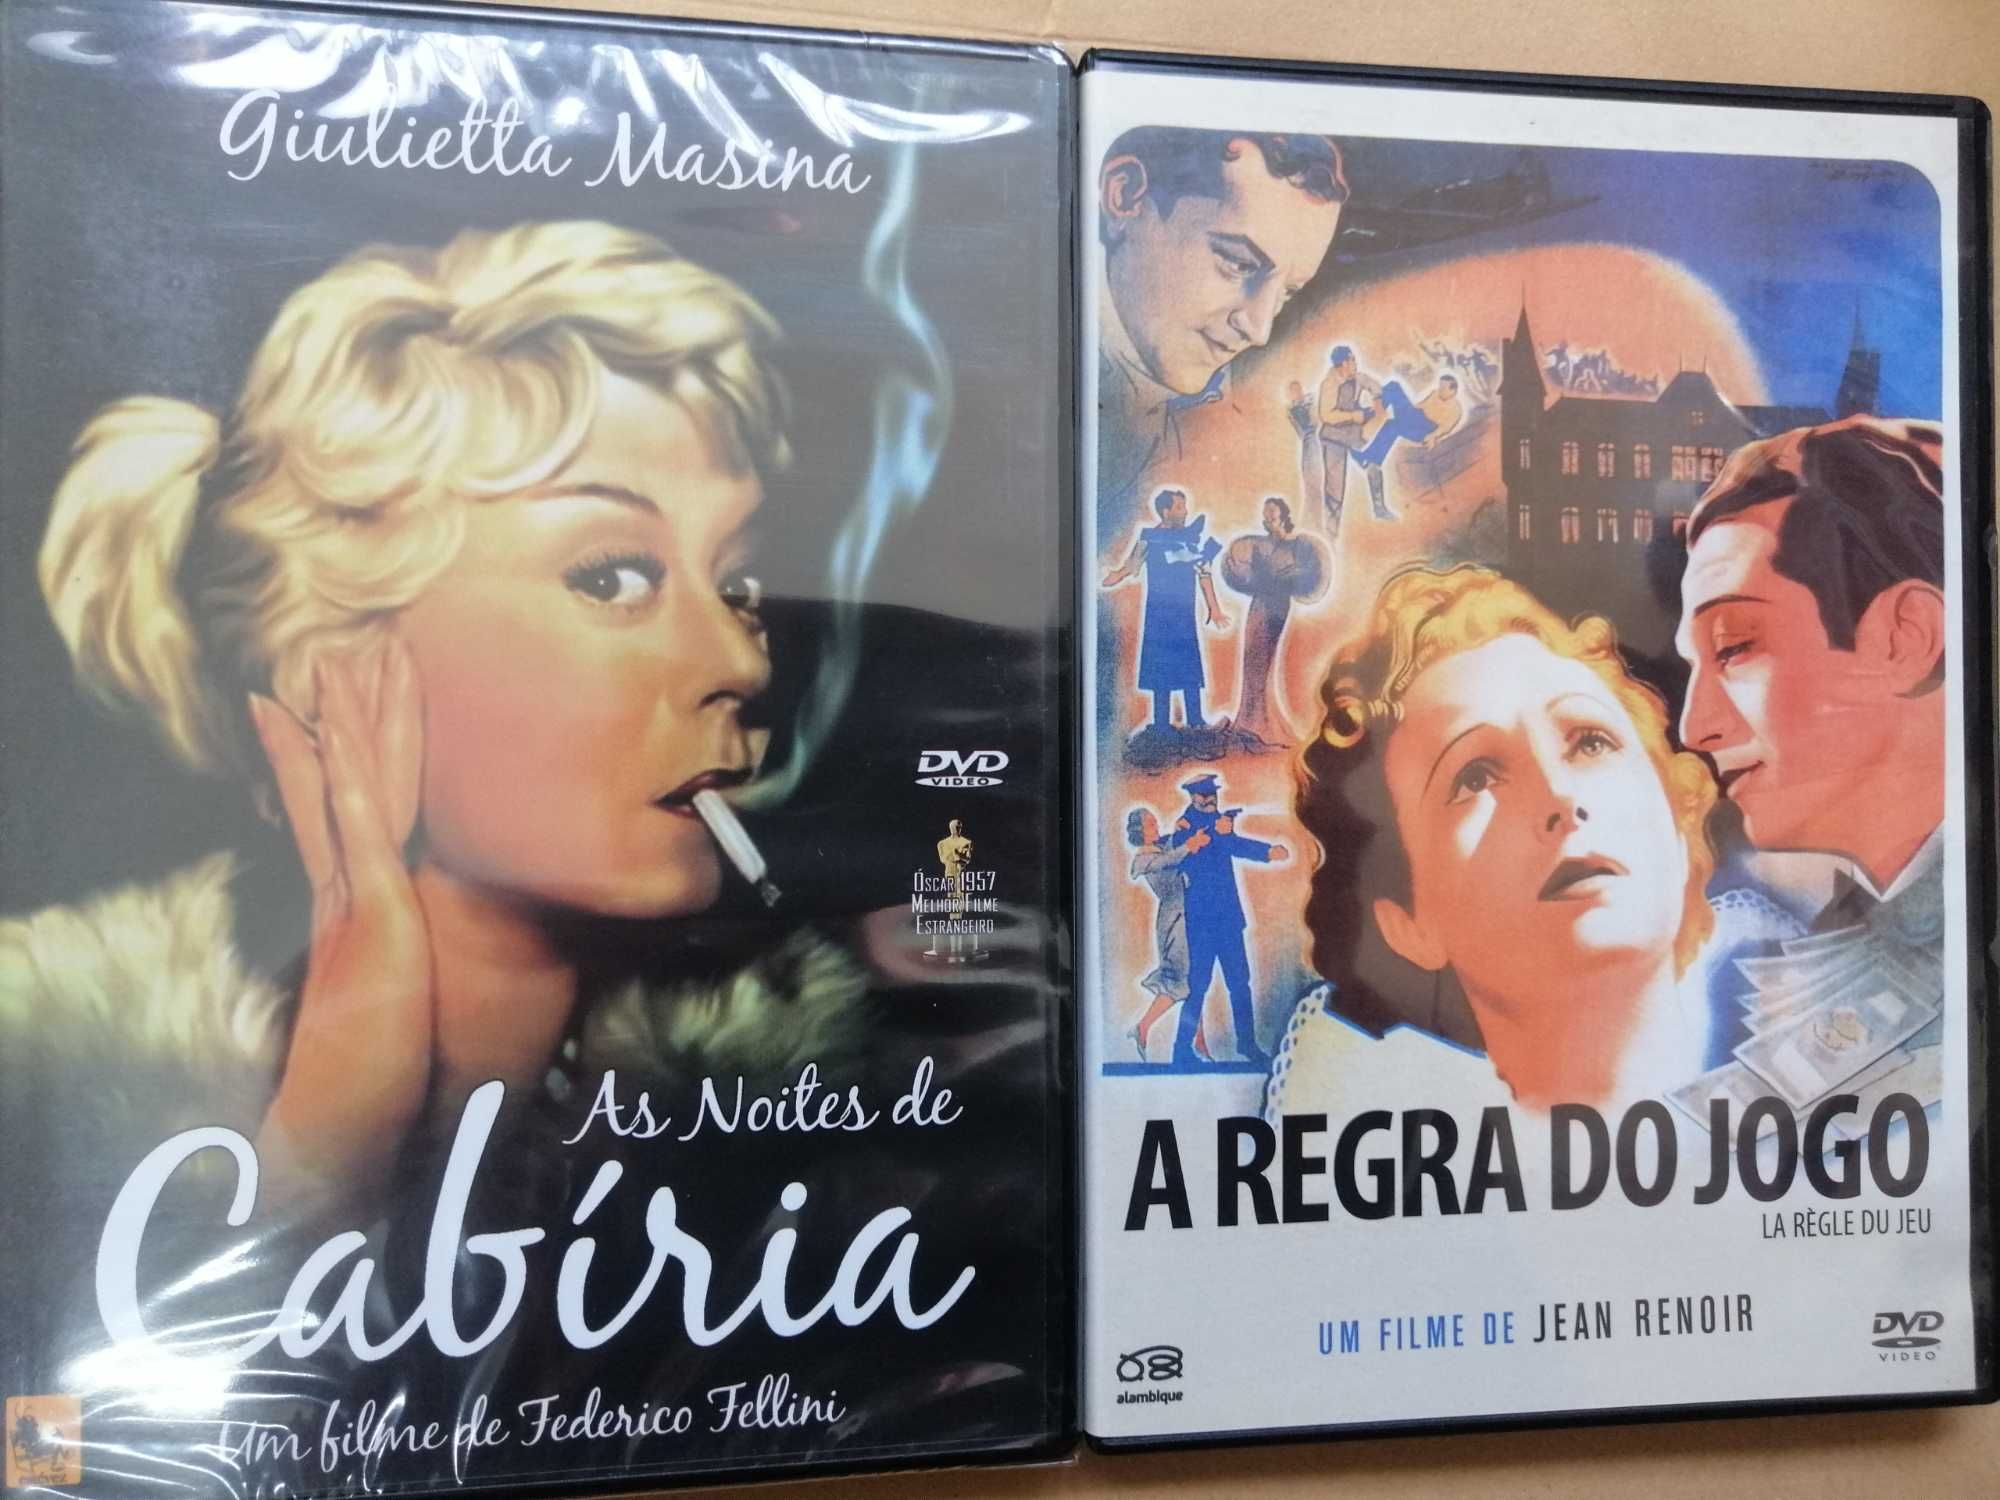 Giulietta Masina
DVD
VIDEO
Óscar 1957
Melhor Filme
Estrangeiro
As Noites de
Cabíria
Um filme de Federico Fellini
A REGRA DO JOGO
LA RÈGLE DU JEU
UM FILME DE JEAN RENOIR
alambique
DVD
VIDEO